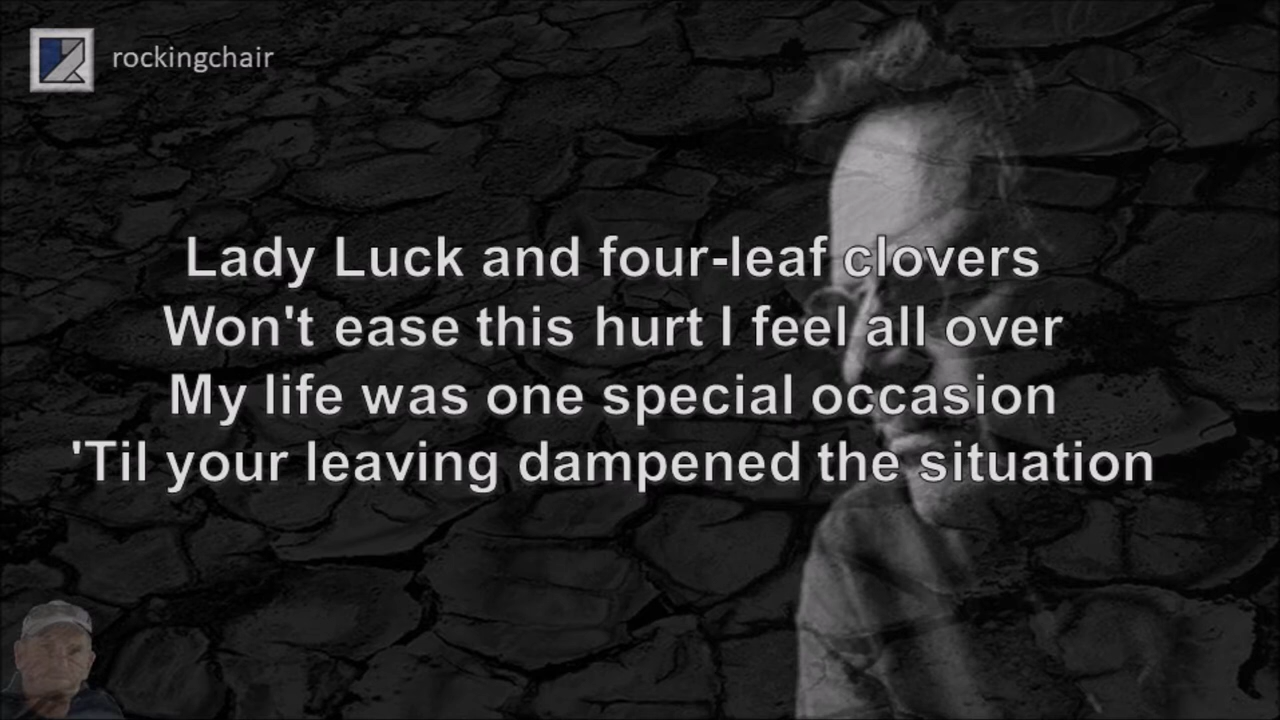 rockingchair
Lady Luck and four-leaf clovers
Won't ease this hurt I feel all over
My life was one special occasion
'Til your leaving dampened the situation